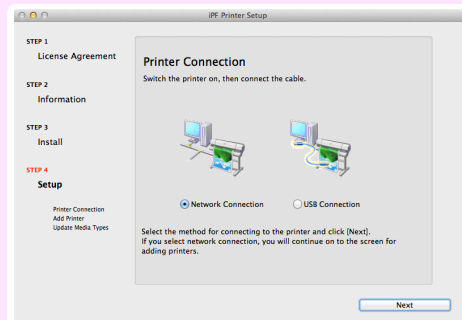 iPF Printer Setup
STEP 1
License Agreement
STEP 2
Information
STEP 3
Install
STEP 4
Setup
Printer Connection
Add Printer
Update Media Types
Printer Connection
Switch the printer on, then connect the cable.
Network Connection
USB Connection
Select the method for connecting to the printer and click [Next].
If you select network connection, you will continue on to the screen for
adding printers.
Next